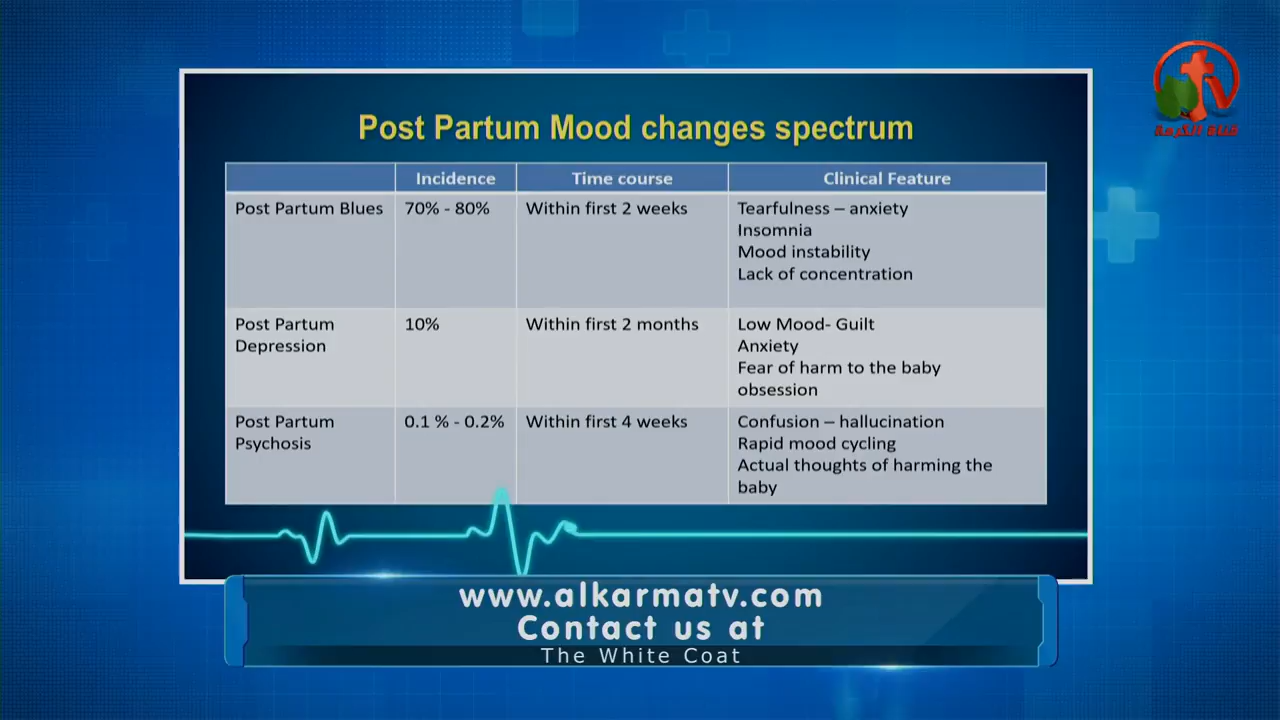 tv
قناة الكرمة
Post Partum Mood changes spectrum
Incidence Time course Clinical Feature
Post Partum Blues 70% - 80% Within first 2 weeks Tearfulness – anxiety
Insomnia
Mood instability
Lack of concentration
Post Partum 10% Within first 2 months Low Mood- Guilt
Depression Anxiety
Fear of harm to the baby
obsession
Post Partum 0.1 % - 0.2% Within first 4 weeks Confusion – hallucination
Psychosis Rapid mood cycling
Actual thoughts of harming the
baby
www.alkarmatv.com
Contact us at
The White Coat